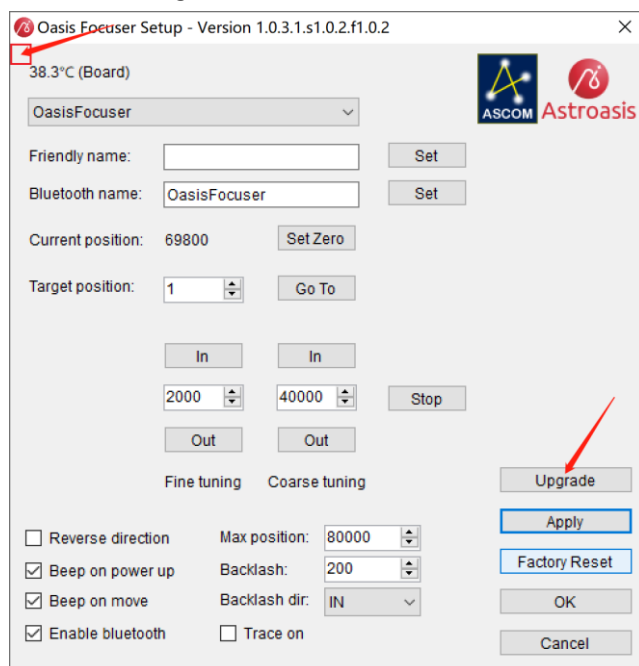 Oasis Focuser Setup - Version 1.0.3.1.s1.0.2.f1.0.2
38.3°C (Board)
ASCOM Astroasis
OasisFocuser
Friendly name: Set
Bluetooth name: OasisFocuser Set
Current position: 69800 Set Zero
Target position: 1 Go To
In In
2000 40000 Stop
Out Out
Fine tuning Coarse tuning
Upgrade
Apply
Reverse direction Max position: 80000
Factory Reset
Beep on power up Backlash: 200
Beep on move Backlash dir: IN OK
Enable bluetooth Trace on
Cancel